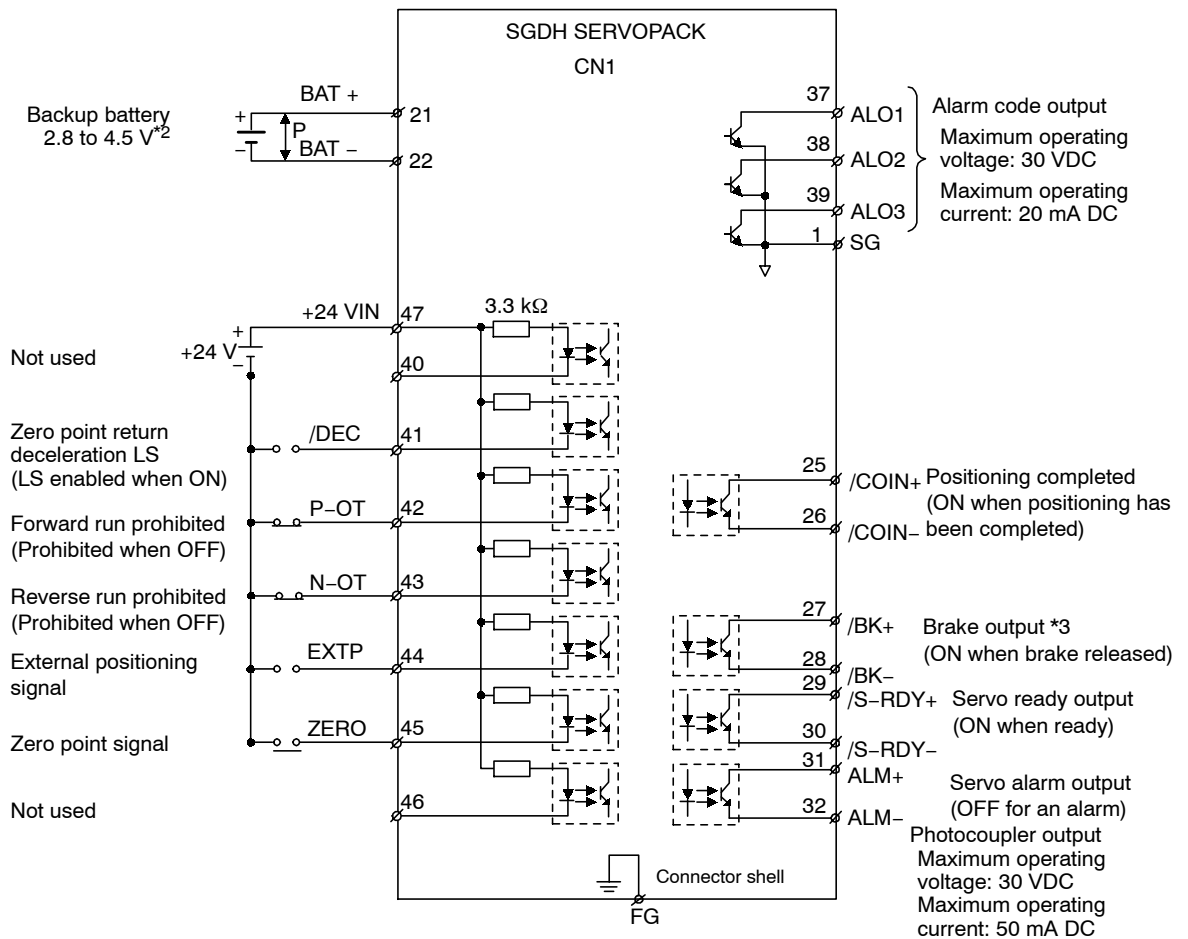 SGDH SERVOPACK
CN1
Backup battery
2.8 to 4.5 V*2
+
−
BAT +
P
BAT −
21
22
37
ALO1
38
ALO2
39
ALO3
1
SG
Alarm code output
Maximum operating
voltage: 30 VDC
Maximum operating
current: 20 mA DC
+24 VIN
47
3.3 kΩ
+
+24 V
−
Not used
40
Zero point return
deceleration LS
(LS enabled when ON)
/DEC
41
Forward run prohibited
(Prohibited when OFF)
P−OT
42
Reverse run prohibited
(Prohibited when OFF)
N−OT
43
External positioning
signal
EXTP
44
Zero point signal
ZERO
45
Not used
46
25
/COIN+
26
/COIN−
Positioning completed
(ON when positioning has
been completed)
27
/BK+
28
/BK−
Brake output *3
(ON when brake released)
29
/S−RDY+
30
/S−RDY−
Servo ready output
(ON when ready)
31
ALM+
32
ALM−
Servo alarm output
(OFF for an alarm)
Photocoupler output
Maximum operating
voltage: 30 VDC
Maximum operating
current: 50 mA DC
Connector shell
FG